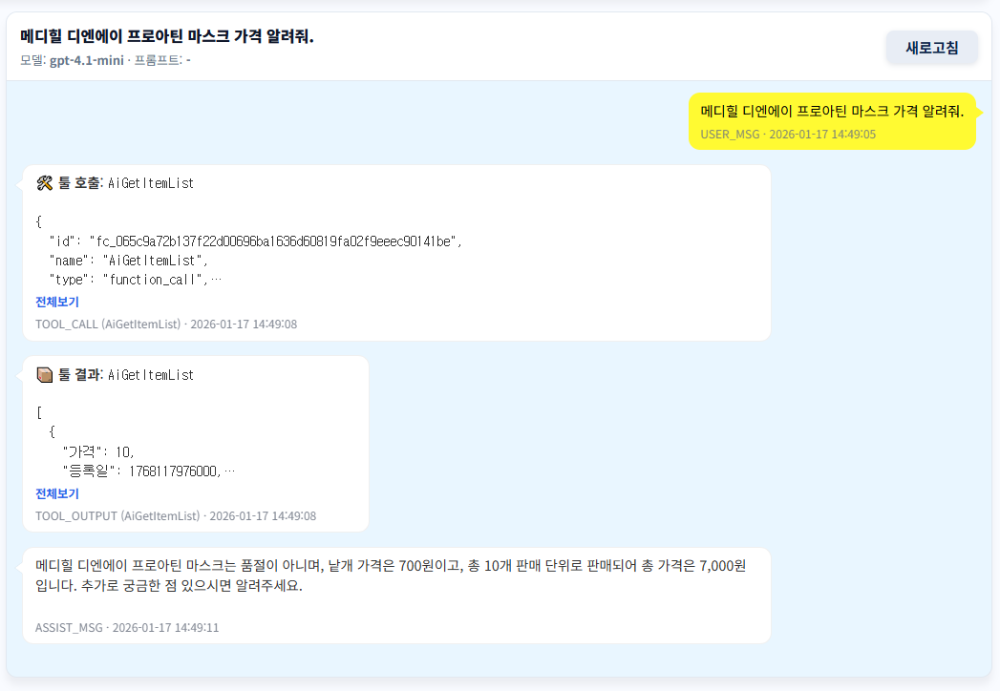 메디힐 디엔에이 프로아틴 마스크 가격 알려줘.
모델: gpt-4.1-mini · 프롬프트: -
새로고침
메디힐 디엔에이 프로아틴 마스크 가격 알려줘.
USER_MSG · 2026-01-17 14:49:05
🛠 툴 호출: AiGetItemList
{
"id": "fc_065c9a72b137f22d00696ba1636d60819fa02f9eeec90141be",
"name": "AiGetItemList",
"type": "function_call",…
전체보기
TOOL_CALL (AiGetItemList) · 2026-01-17 14:49:08
📦 툴 결과: AiGetItemList
[
{
"가격": 10,
"등록일": 1768117976000,…
전체보기
TOOL_OUTPUT (AiGetItemList) · 2026-01-17 14:49:08
메디힐 디엔에이 프로아틴 마스크는 품절이 아니며, 낱개 가격은 700원이고, 총 10개 판매 단위로 판매되어 총 가격은 7,000원
입니다. 추가로 궁금한 점 있으시면 알려주세요.
ASSIST_MSG · 2026-01-17 14:49:11